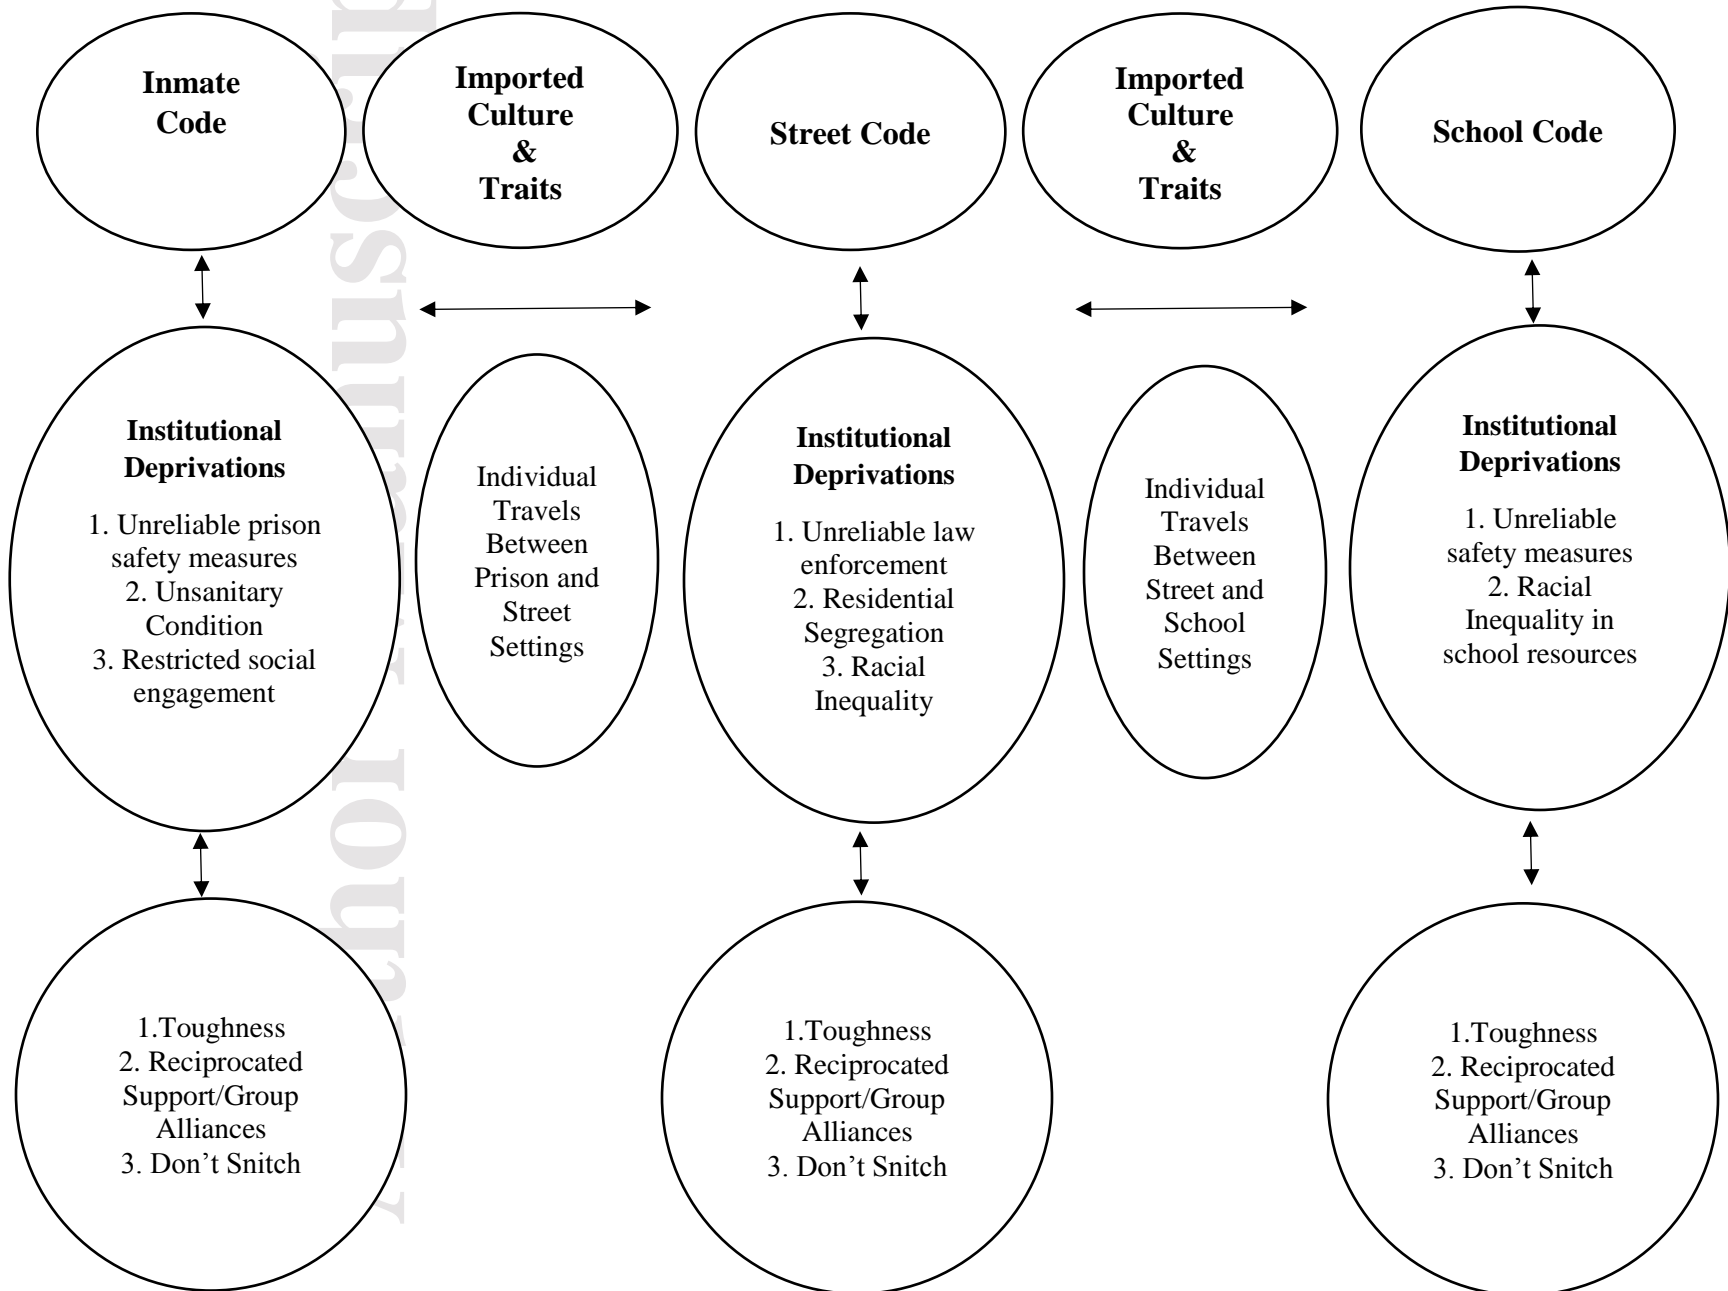 Inmate
Code
Imported
Culture
&
Traits
Street Code
Imported
Culture
&
Traits
School Code
Institutional
Deprivations
1. Unreliable prison
safety measures
2. Unsanitary
Condition
3. Restricted social
engagement
Individual
Travels
Between
Prison and
Street
Settings
Institutional
Deprivations
1. Unreliable law
enforcement
2. Residential
Segregation
3. Racial
Inequality
Individual
Travels
Between
Street and
School
Settings
Institutional
Deprivations
1. Unreliable
safety measures
2. Racial
Inequality in
school resources
1.Toughness
2. Reciprocated
Support/Group
Alliances
3. Don’t Snitch
1.Toughness
2. Reciprocated
Support/Group
Alliances
3. Don’t Snitch
1.Toughness
2. Reciprocated
Support/Group
Alliances
3. Don’t Snitch